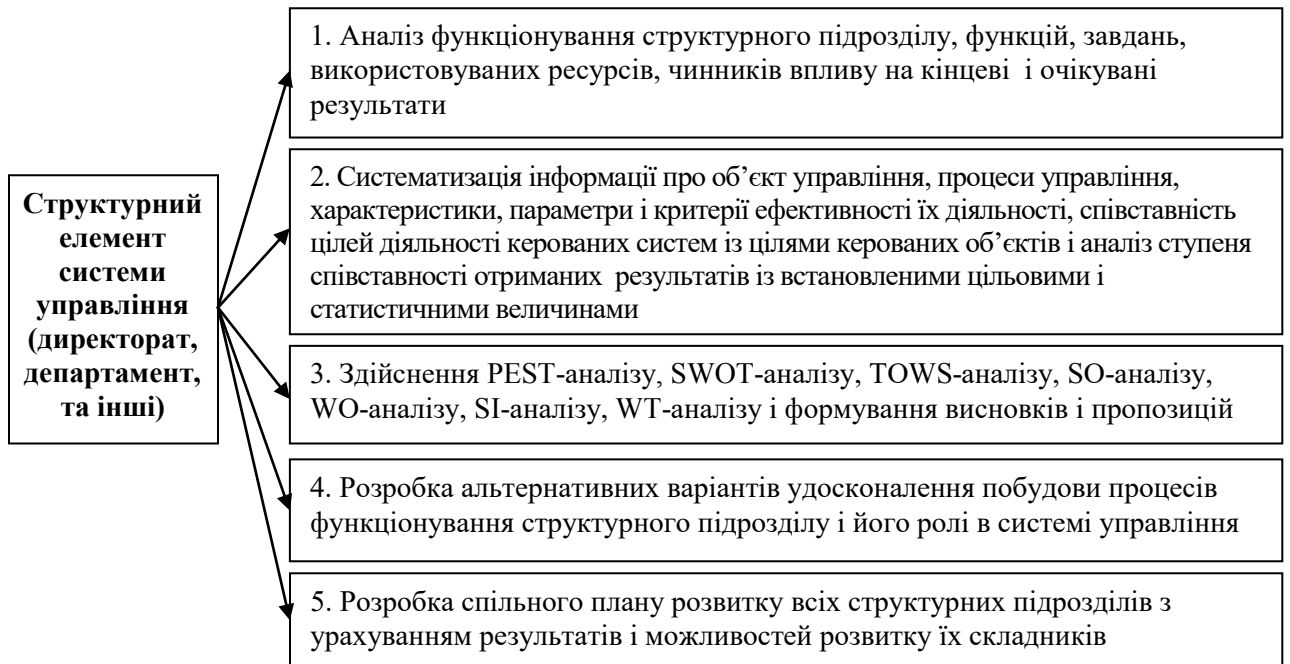 Структурний
елемент
системи
управління
(директорат,
департамент,
та інші)
1. Аналіз функціонування структурного підрозділу, функцій, завдань,
використовуваних ресурсів, чинників впливу на кінцеві і очікувані
результати
2. Систематизація інформації про об’єкт управління, процеси управління,
характеристики, параметри і критерії ефективності їх діяльності, співставність
цілей діяльності керованих систем із цілями керованих об’єктів і аналіз ступеня
співставності отриманих результатів із встановленими цільовими і
статистичними величинами
3. Здійснення PEST-аналізу, SWOT-аналізу, TOWS-аналізу, SO-аналізу,
WO-аналізу, SI-аналізу, WT-аналізу і формування висновків і пропозицій
4. Розробка альтернативних варіантів удосконалення побудови процесів
функціонування структурного підрозділу і його ролі в системі управління
5. Розробка спільного плану розвитку всіх структурних підрозділів з
урахуванням результатів і можливостей розвитку їх складників